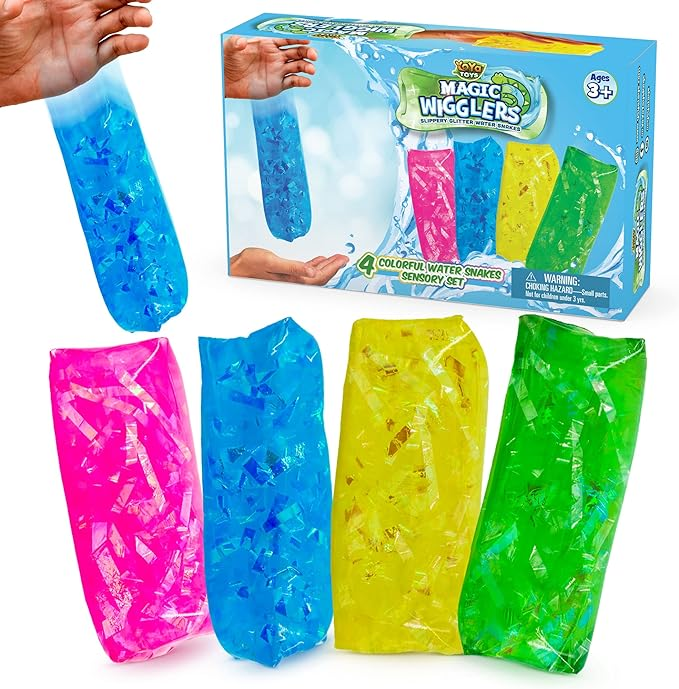 YoYa
TOYS
MAGIC
WIGGLERS
SLIPPERY GLITTER WATER SNAKES
Ages
3+
4 COLORFUL WATER SNAKES
SENSORY SET
WARNING:
CHOKING HAZARD—Small parts.
Not for children under 3 yrs.